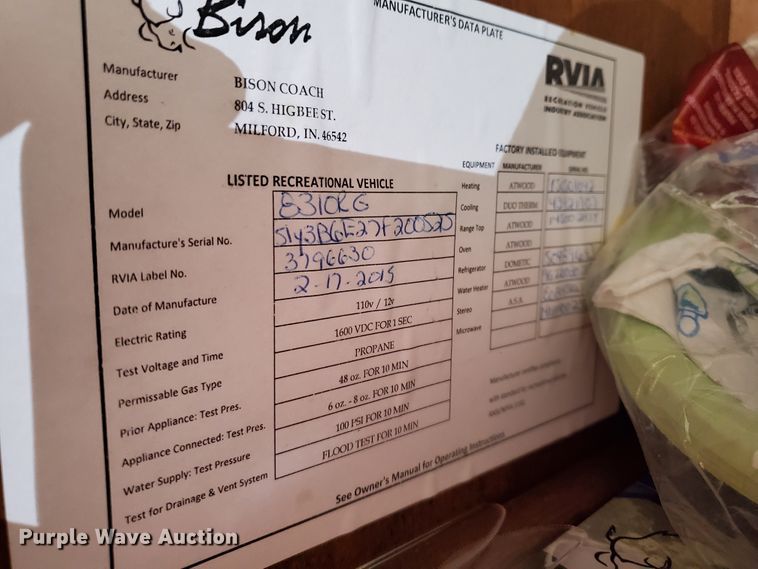 Bison
MANUFACTURER'S DATA PLATE
RVIA
RECREATION VEHICLE
INDUSTRY ASSOCIATION
Manufacturer BISON COACH
Address 804 S. HIGBEE ST.
City, State, Zip MILFORD, IN. 46542
LISTED RECREATIONAL VEHICLE
Model 8310RG
Manufacture's Serial No.
RVIA Label No. 3796630
Date of Manufacture 2-17-2015
Electric Rating 110v / 12v
Test Voltage and Time 1600 VDC FOR 1 SEC
Permissable Gas Type PROPANE
Prior Appliance: Test Pres. 48 oz. FOR 10 MIN
Appliance Connected: Test Pres. 6 oz. - 8 oz. FOR 10 MIN
Water Supply: Test Pressure 100 PSI FOR 10 MIN
Test for Drainage & Vent System FLOOD TEST FOR 10 MIN
FACTORY INSTALLED EQUIPMENT
EQUIPMENT MANUFACTURER SERIAL NO.
Heating ATWOOD
Cooling DUO THERM
Range Top ATWOOD
Oven ATWOOD
Refrigerator DOMETIC
Water Heater ATWOOD
Stereo A.S.A.
Microwave
See Owner's Manual for Operating Instructions
Purple Wave Auction